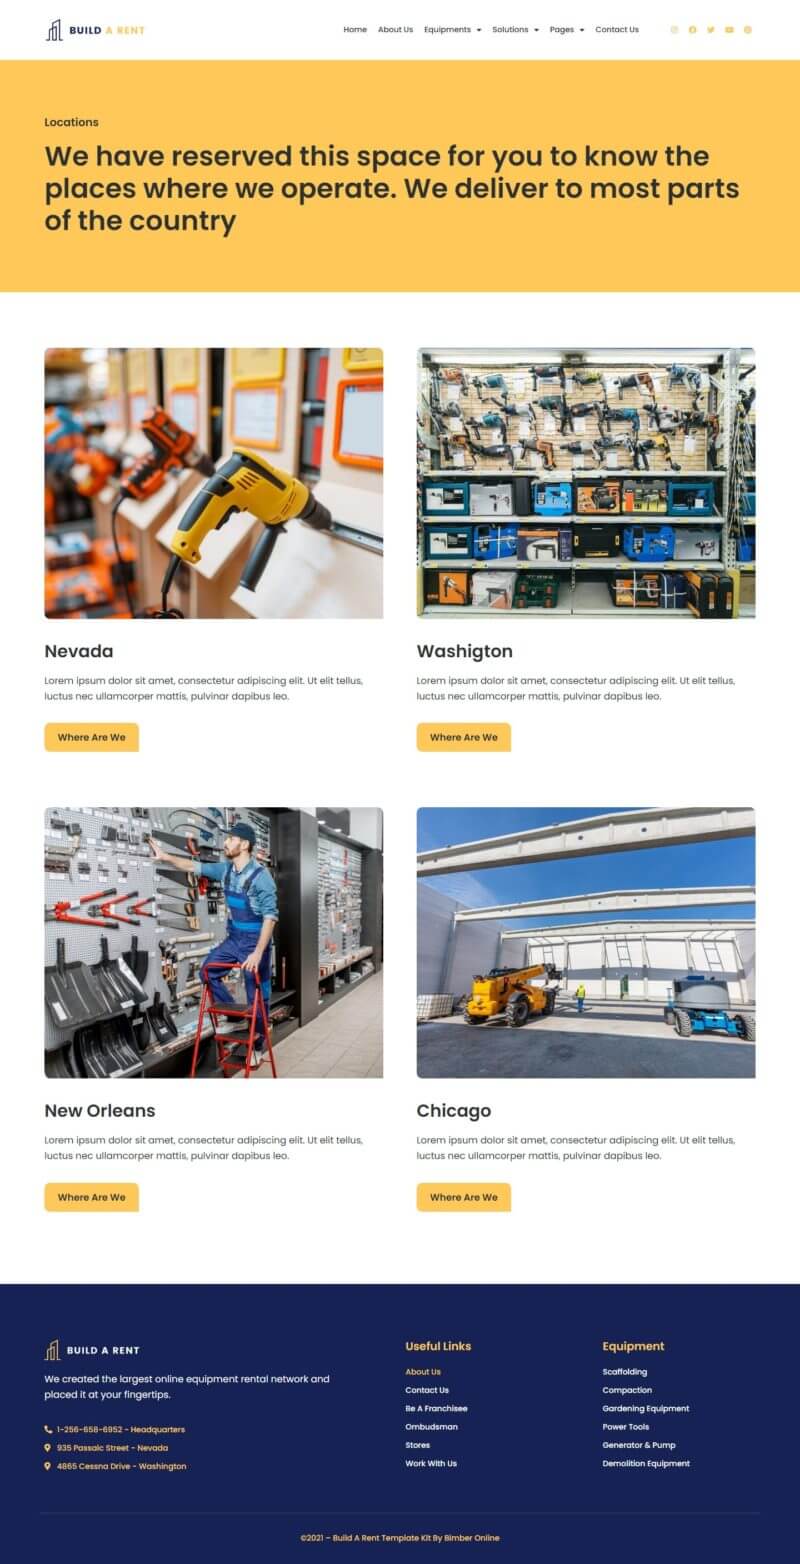 BUILD A RENT
Home About Us Equipments Solutions Pages Contact Us
Locations
We have reserved this space for you to know the
places where we operate. We deliver to most parts
of the country
Nevada
Lorem ipsum dolor sit amet, consectetur adipiscing elit. Ut elit tellus,
luctus nec ullamcorper mattis, pulvinar dapibus leo.
Where Are We
Washigton
Lorem ipsum dolor sit amet, consectetur adipiscing elit. Ut elit tellus,
luctus nec ullamcorper mattis, pulvinar dapibus leo.
Where Are We
New Orleans
Lorem ipsum dolor sit amet, consectetur adipiscing elit. Ut elit tellus,
luctus nec ullamcorper mattis, pulvinar dapibus leo.
Where Are We
Chicago
Lorem ipsum dolor sit amet, consectetur adipiscing elit. Ut elit tellus,
luctus nec ullamcorper mattis, pulvinar dapibus leo.
Where Are We
BUILD A RENT
We created the largest online equipment rental network and
placed it at your fingertips.
1-256-658-6952 - Headquarters
935 Passaic Street - Nevada
4865 Cessna Drive - Washington
Useful Links
About Us
Contact Us
Be A Franchisee
Ombudsman
Stores
Work With Us
Equipment
Scaffolding
Compaction
Gardening Equipment
Power Tools
Generator & Pump
Demolition Equipment
©2021 – Build A Rent Template Kit By Bimber Online